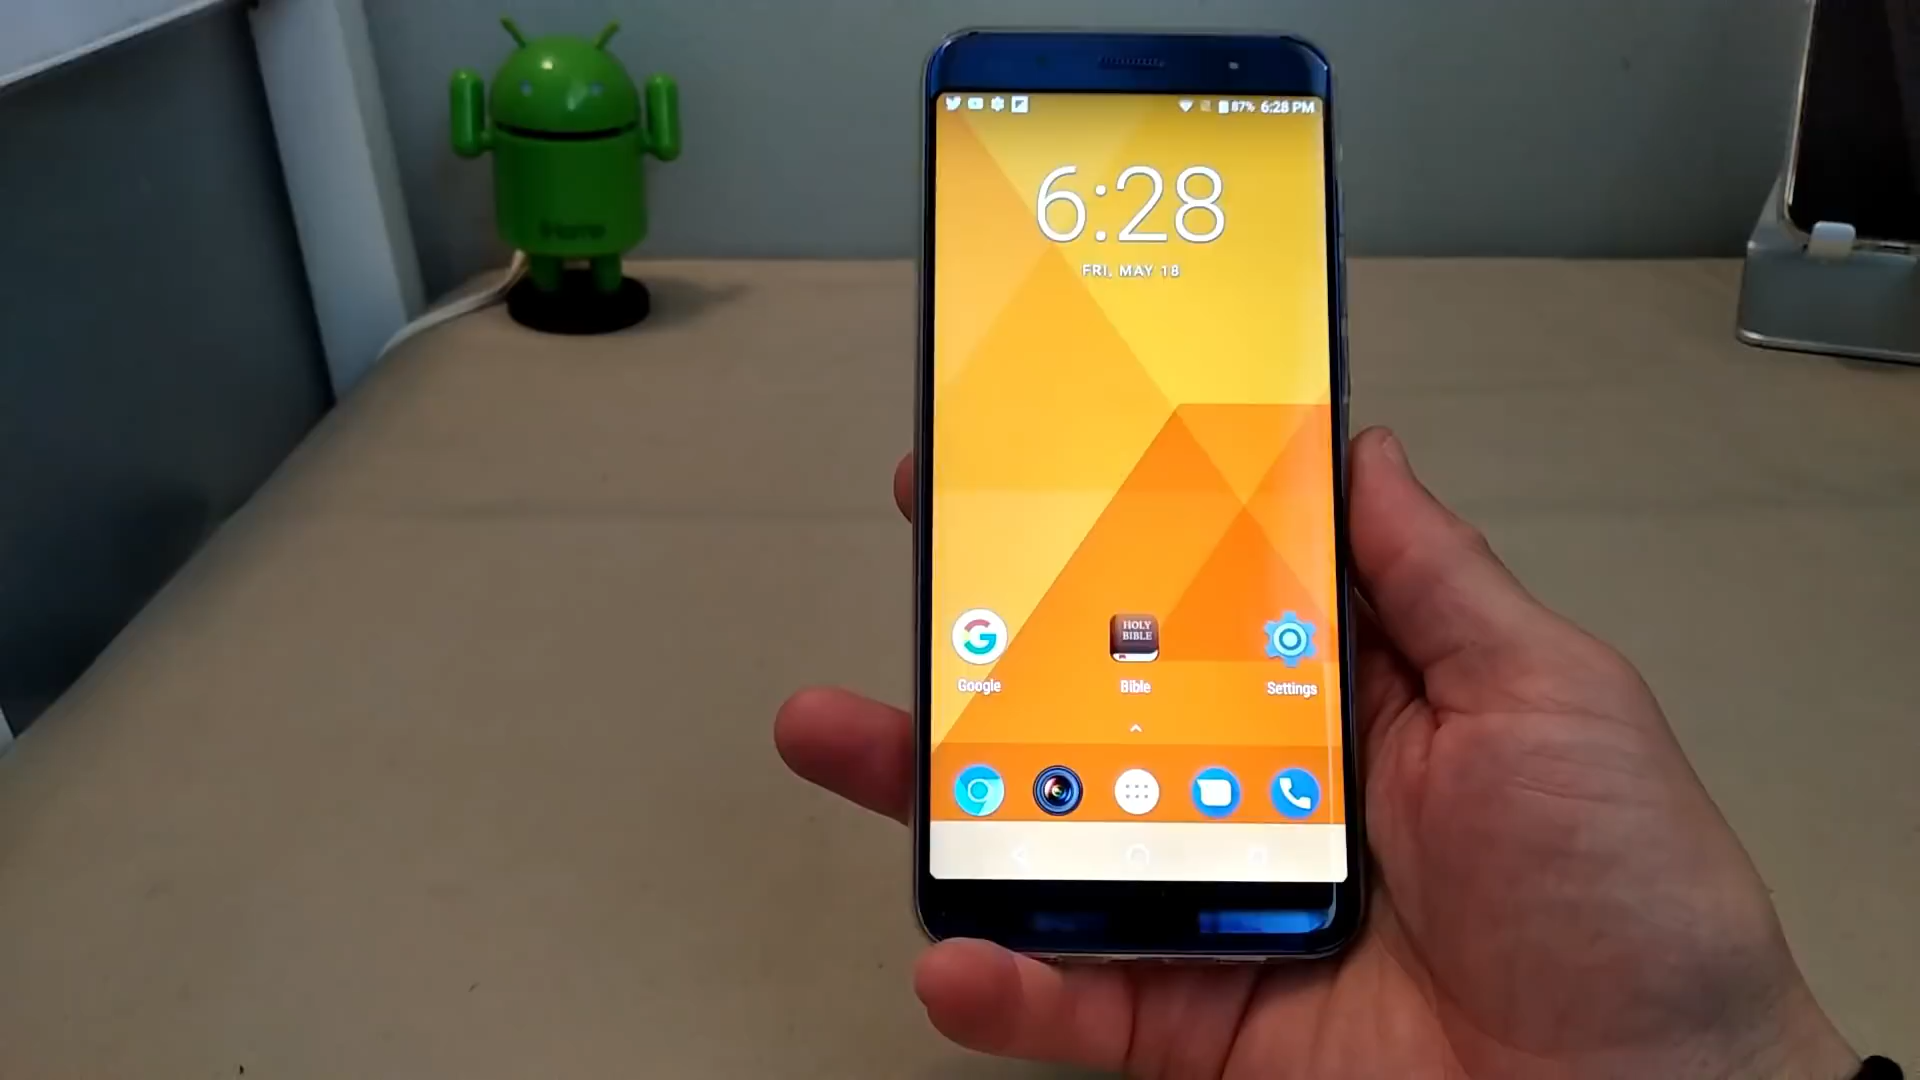 87% 6:28 PM
6:28
FRI, MAY 18
HOLY
BIBLE
Google
Bible
Settings